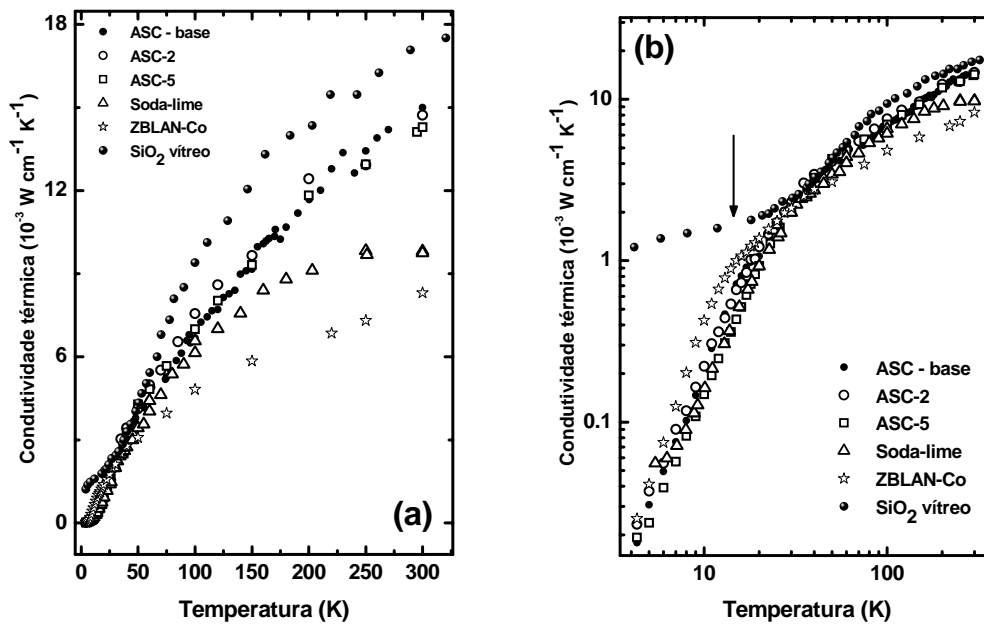 (a)
ASC - base
ASC-2
ASC-5
Soda-lime
ZBLAN-Co
SiO2 vítreo
18
15
12
9
6
3
0
Condutividade térmica (10-3 W cm-1 K-1)
0 50 100 150 200 250 300
Temperatura (K)
(b)
ASC - base
ASC-2
ASC-5
Soda-lime
ZBLAN-Co
SiO2 vítreo
10
1
0.1
Condutividade térmica (10-3 W cm-1 K-1)
10 100
Temperatura (K)